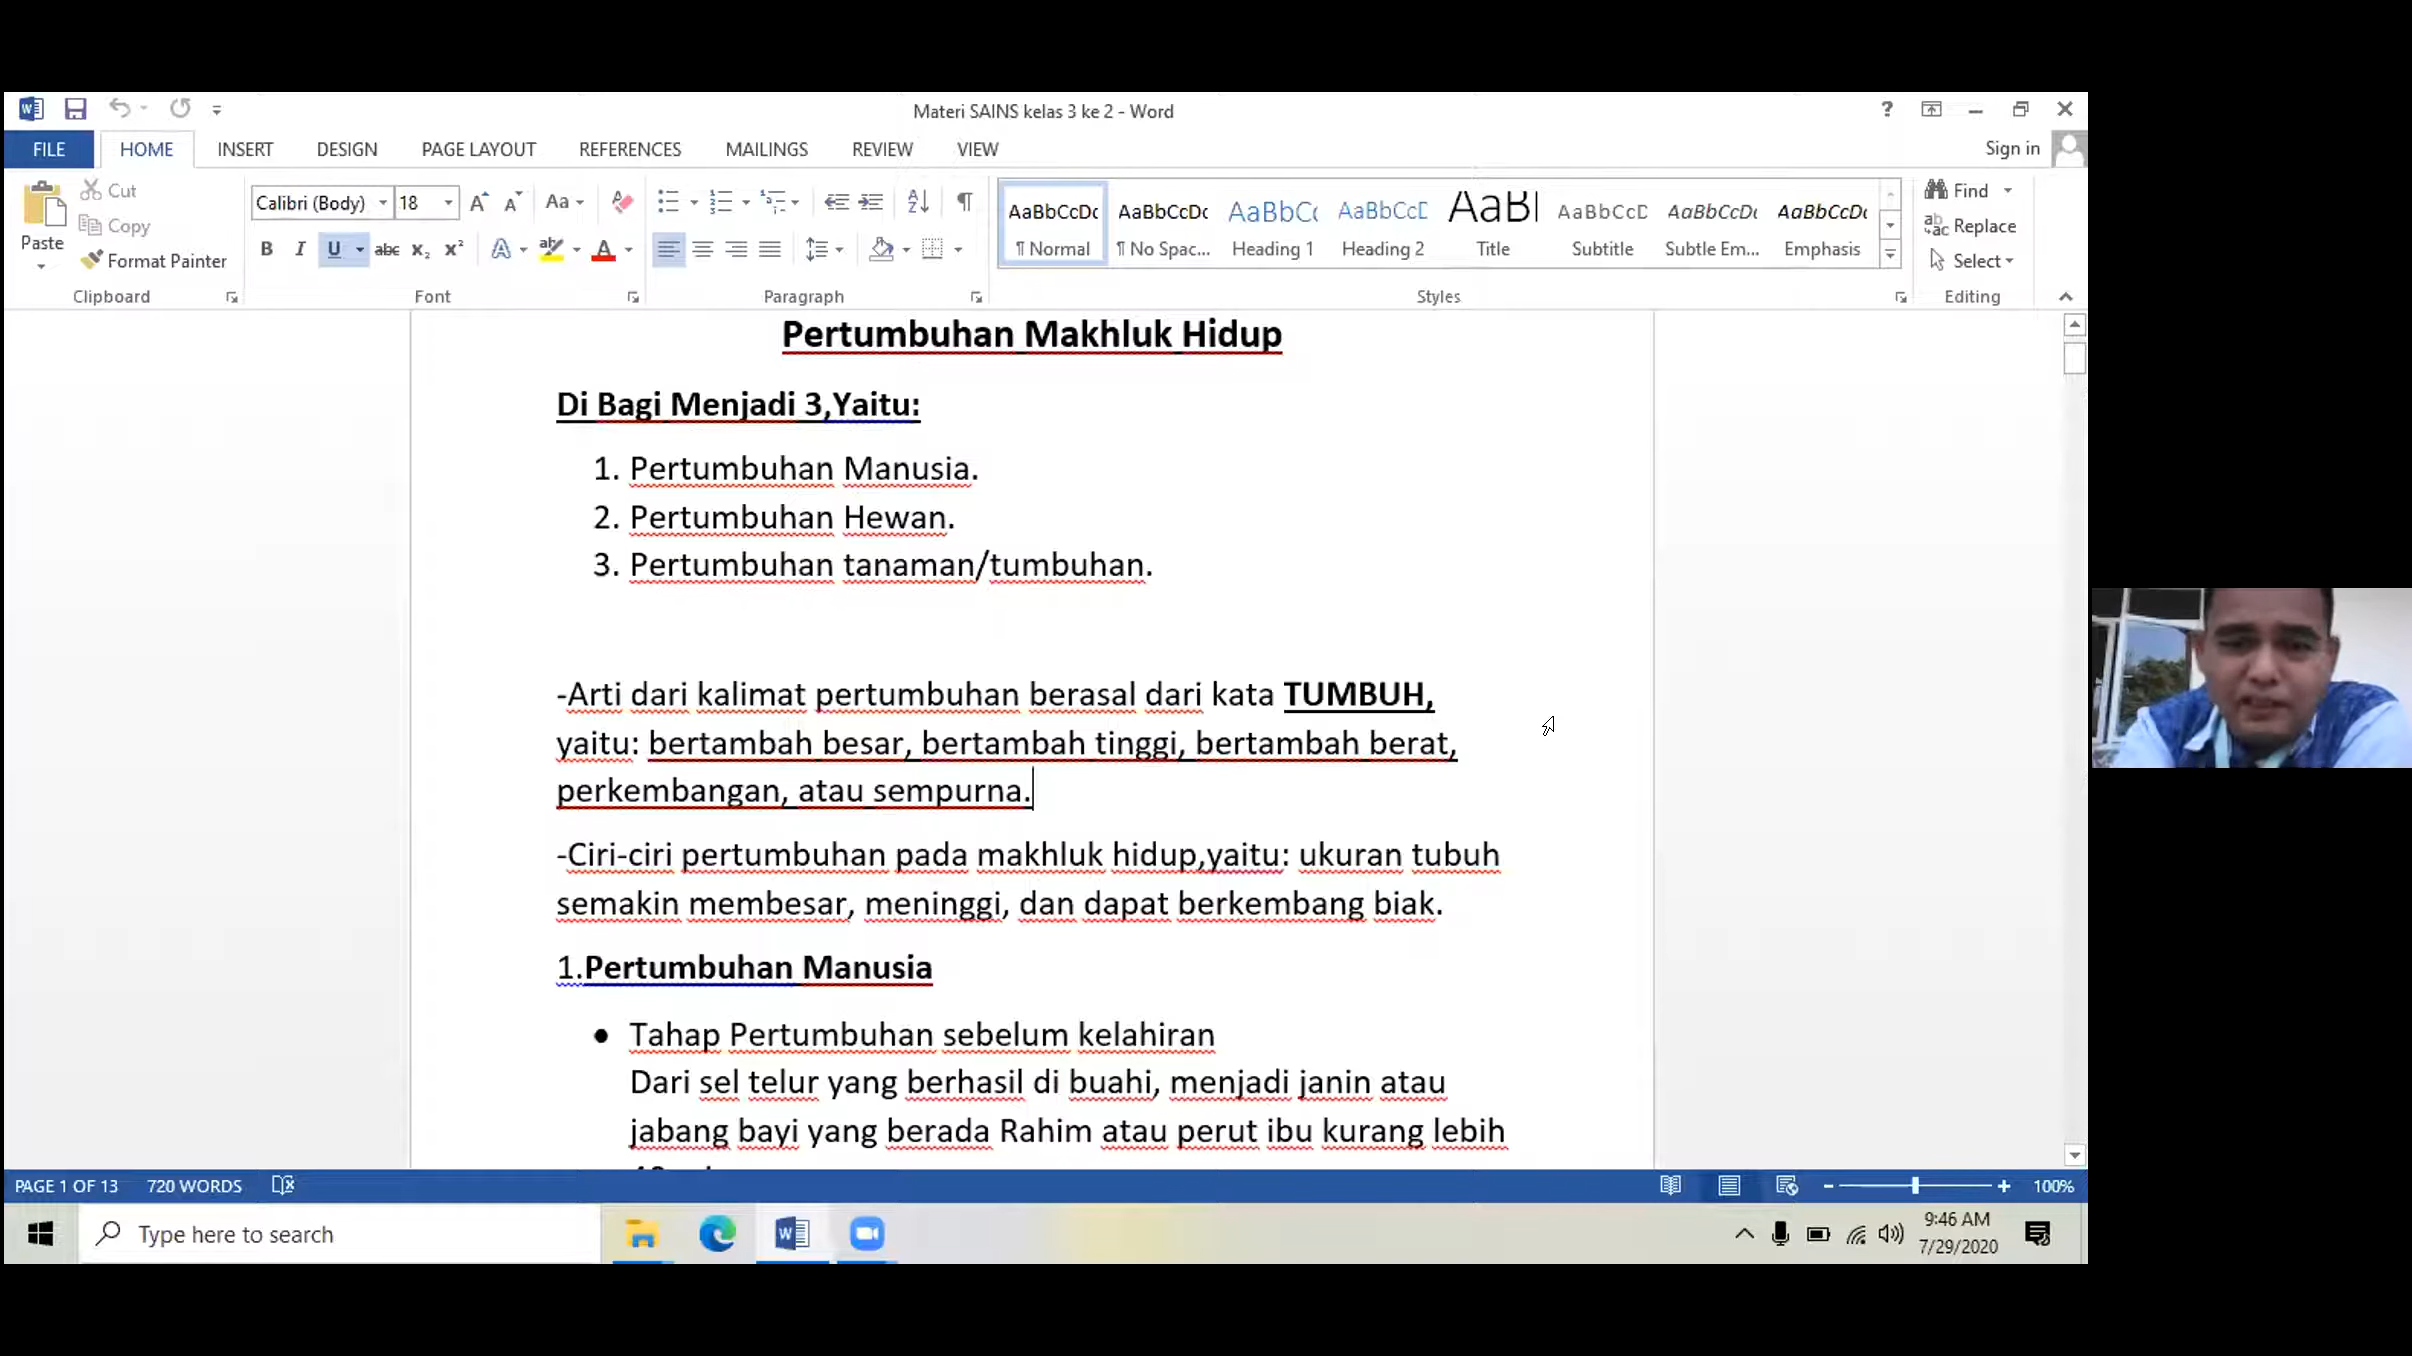 Materi SAINS kelas 3 ke 2 - Word
?
FILE HOME INSERT DESIGN PAGE LAYOUT REFERENCES MAILINGS REVIEW VIEW Sign in
Paste Cut Copy Format Painter
Clipboard
Calibri (Body) 18 Aa
B I U abc x₂ x²
Font
Paragraph
AaBbCcDc AaBbCcDc AaBbCc AaBbCcD AaBl AaBbCcD AaBbCcDc AaBbCcDc
¶ Normal ¶ No Spac... Heading 1 Heading 2 Title Subtitle Subtle Em... Emphasis
Styles
Find
Replace
Select
Editing
Pertumbuhan Makhluk Hidup
Di Bagi Menjadi 3,Yaitu:
1. Pertumbuhan Manusia.
2. Pertumbuhan Hewan.
3. Pertumbuhan tanaman/tumbuhan.
-Arti dari kalimat pertumbuhan berasal dari kata TUMBUH,
yaitu: bertambah besar, bertambah tinggi, bertambah berat,
perkembangan, atau sempurna.
-Ciri-ciri pertumbuhan pada makhluk hidup,yaitu: ukuran tubuh
semakin membesar, meninggi, dan dapat berkembang biak.
1.Pertumbuhan Manusia
• Tahap Pertumbuhan sebelum kelahiran
Dari sel telur yang berhasil di buahi, menjadi janin atau
jabang bayi yang berada Rahim atau perut ibu kurang lebih
PAGE 1 OF 13 720 WORDS 100%
Type here to search
9:46 AM
7/29/2020